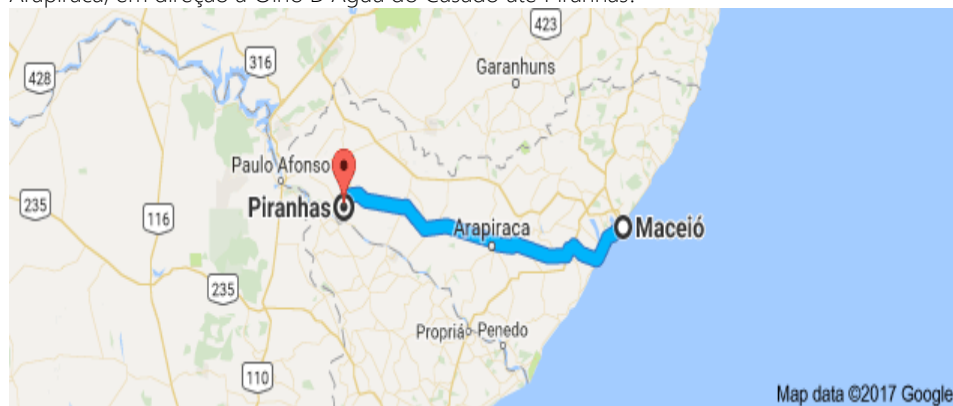 Arapiraca, em direção a Olho D'Água do Casado até Piranhas.
423
Garanhuns
316
428
Paulo Afonso
Piranhas
235
116
Arapiraca
Maceió
235
Propriá
Penedo
110
Map data ©2017 Google